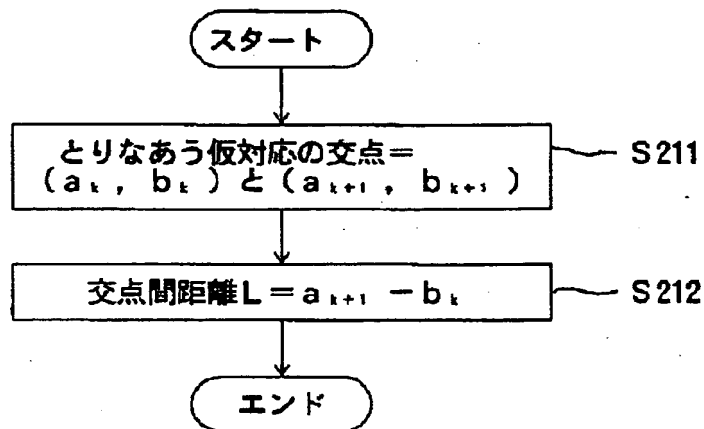 スタート
とりなあう仮対応の交点＝
（aₖ， bₖ）と（aₖ₊₁， bₖ₊₁）
S211
交点間距離L＝aₖ₊₁－bₖ
S212
エンド